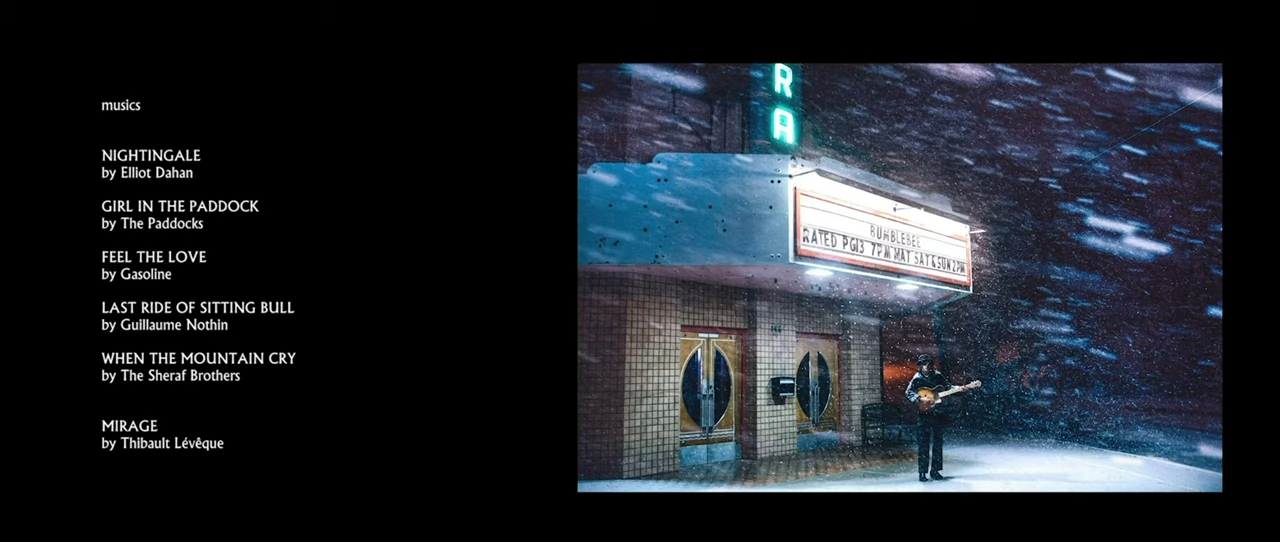 musics
NIGHTINGALE
by Elliot Dahan
GIRL IN THE PADDOCK
by The Paddocks
FEEL THE LOVE
by Gasoline
LAST RIDE OF SITTING BULL
by Guillaume Nothin
WHEN THE MOUNTAIN CRY
by The Sheraf Brothers
MIRAGE
by Thibault Lévêque
R
A
BUMBLEBEE
RATED PG13 7PM MAT SAT&SUN 2PM